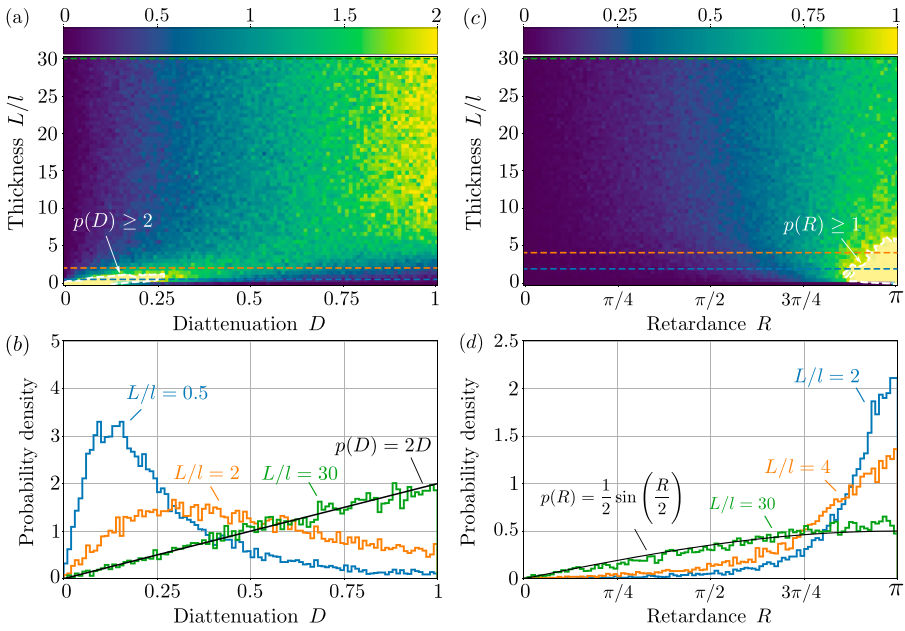 (a)
0 0.5 1 1.5 2
30
25
20
15
10
5
0
Thickness L/l
p(D) ≥ 2
0 0.25 0.5 0.75 1
Diattenuation D
(c)
0 0.25 0.5 0.75 1
30
25
20
15
10
5
0
Thickness L/l
p(R) ≥ 1
0 π/4 π/2 3π/4 π
Retardance R
(b)
5
4
3
2
1
0
Probability density
L/l = 0.5
L/l = 2
L/l = 30
p(D) = 2D
0 0.25 0.5 0.75 1
Diattenuation D
(d)
2.5
2
1.5
1
0.5
0
Probability density
L/l = 2
L/l = 4
L/l = 30
p(R) = 1/2 sin(R/2)
0 π/4 π/2 3π/4 π
Retardance R